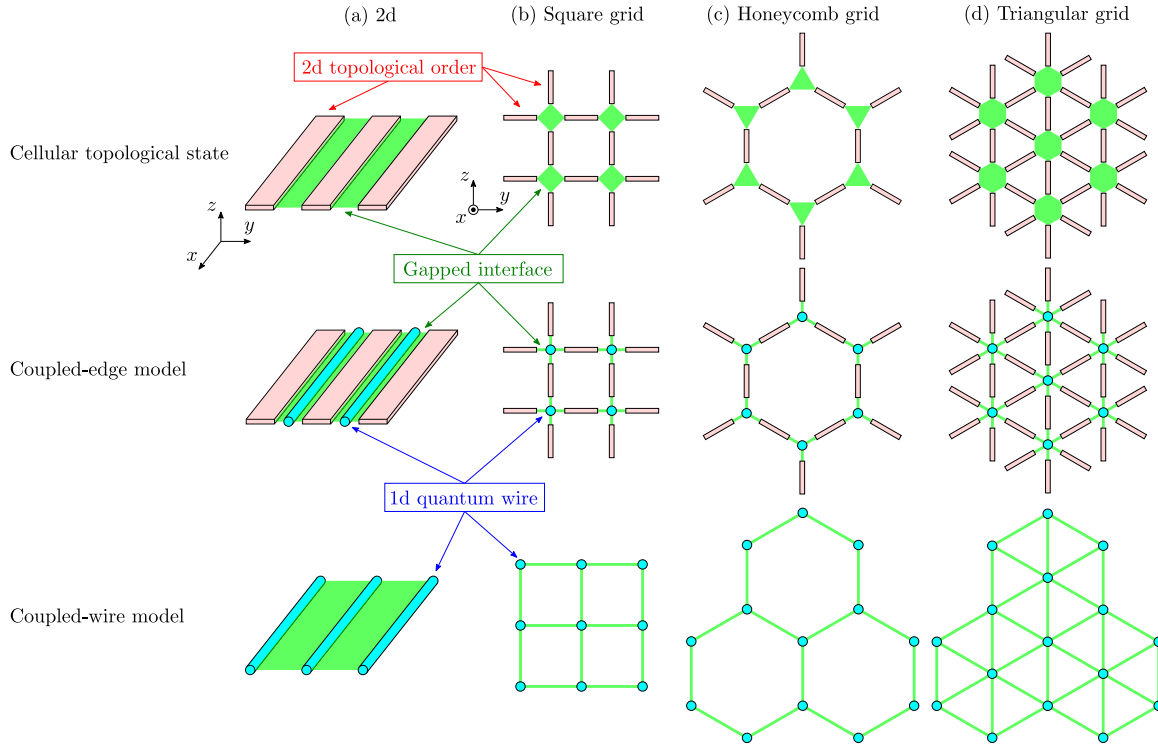 (a) 2d
(b) Square grid
(c) Honeycomb grid
(d) Triangular grid
2d topological order
Cellular topological state
z
y
x
z
y
x
Gapped interface
Coupled-edge model
1d quantum wire
Coupled-wire model